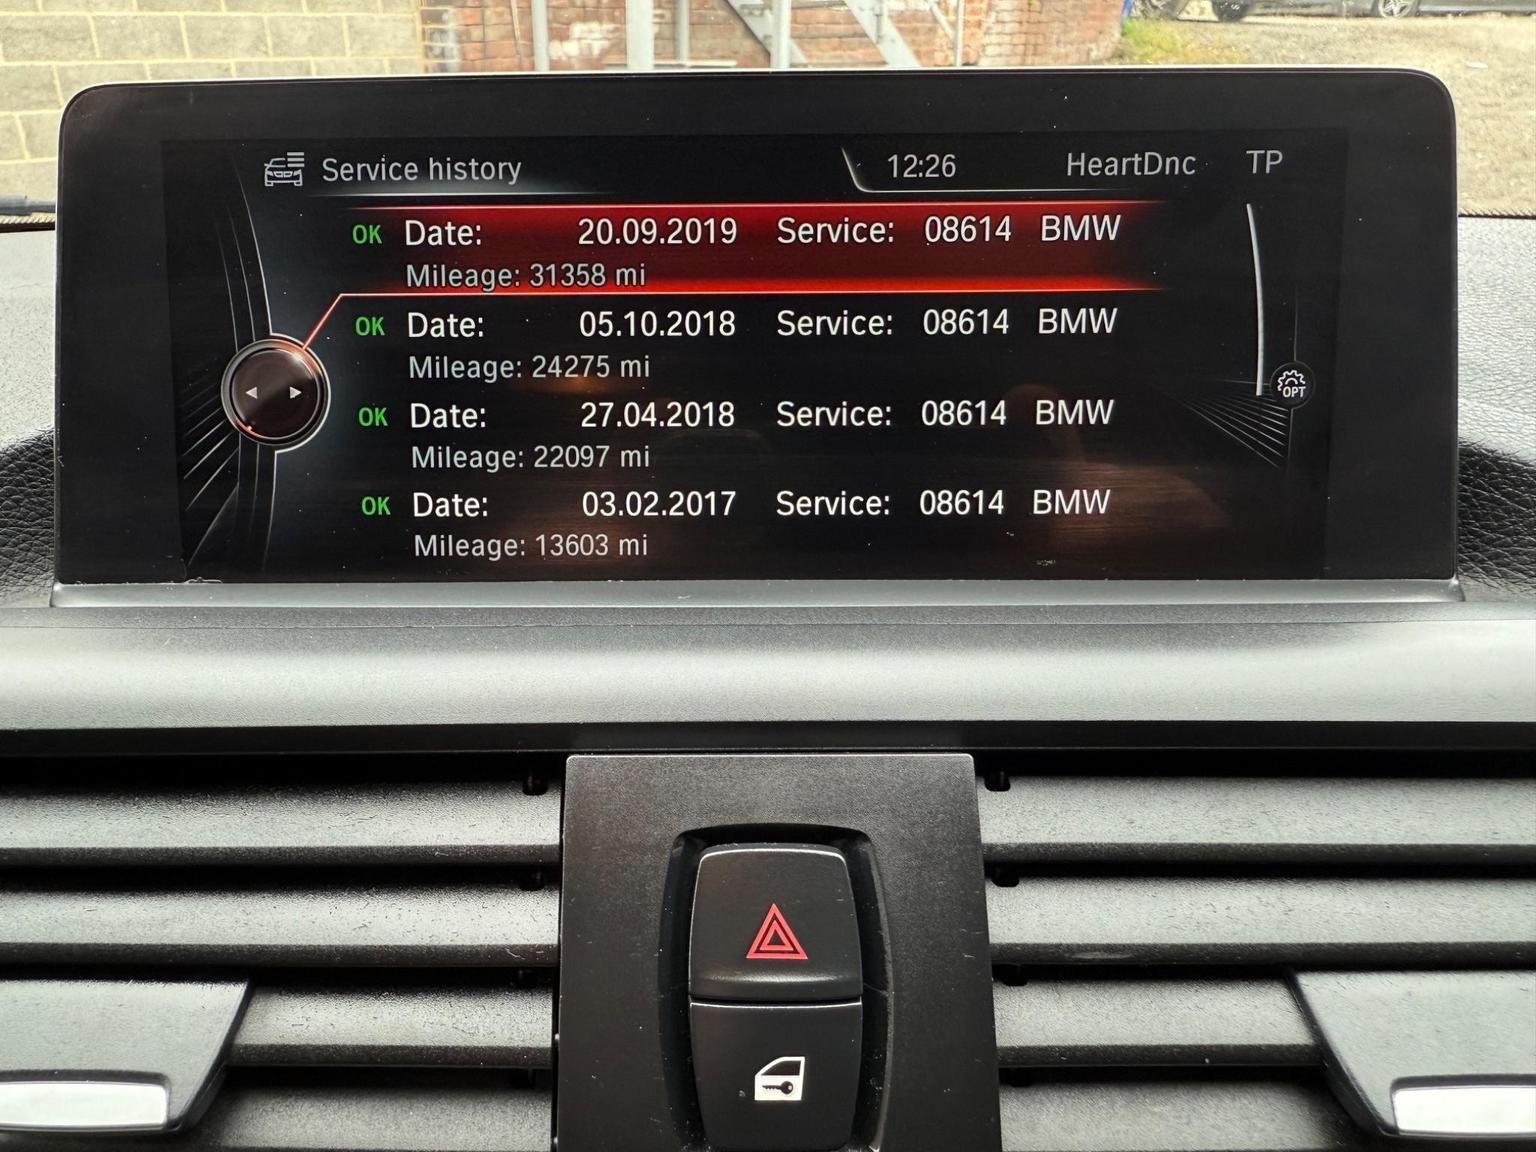 Service history 12:26 HeartDnc TP
OK Date: 20.09.2019 Service: 08614 BMW
Mileage: 31358 mi
OK Date: 05.10.2018 Service: 08614 BMW
Mileage: 24275 mi
OK Date: 27.04.2018 Service: 08614 BMW
Mileage: 22097 mi
OPT
OK Date: 03.02.2017 Service: 08614 BMW
Mileage: 13603 mi